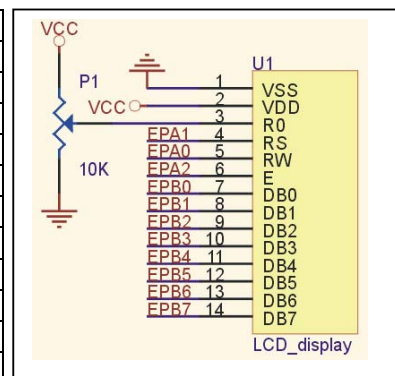 VCC
P1
U1
VCC
10K
1 VSS
2 VDD
3 R0
EPA1 4 RS
EPA0 5 RW
EPA2 6 E
EPB0 7 DB0
EPB1 8 DB1
EPB2 9 DB2
EPB3 10 DB3
EPB4 11 DB4
EPB5 12 DB5
EPB6 13 DB6
EPB7 14 DB7
LCD_display